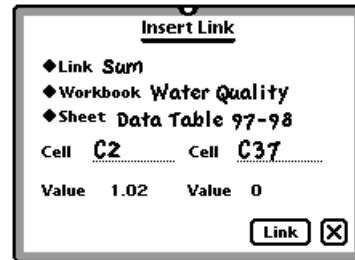 Insert Link
◆Link Sum
◆Workbook Water Quality
◆Sheet Data Table 97-98
Cell C2 Cell C37
Value 1.02 Value 0
Link X